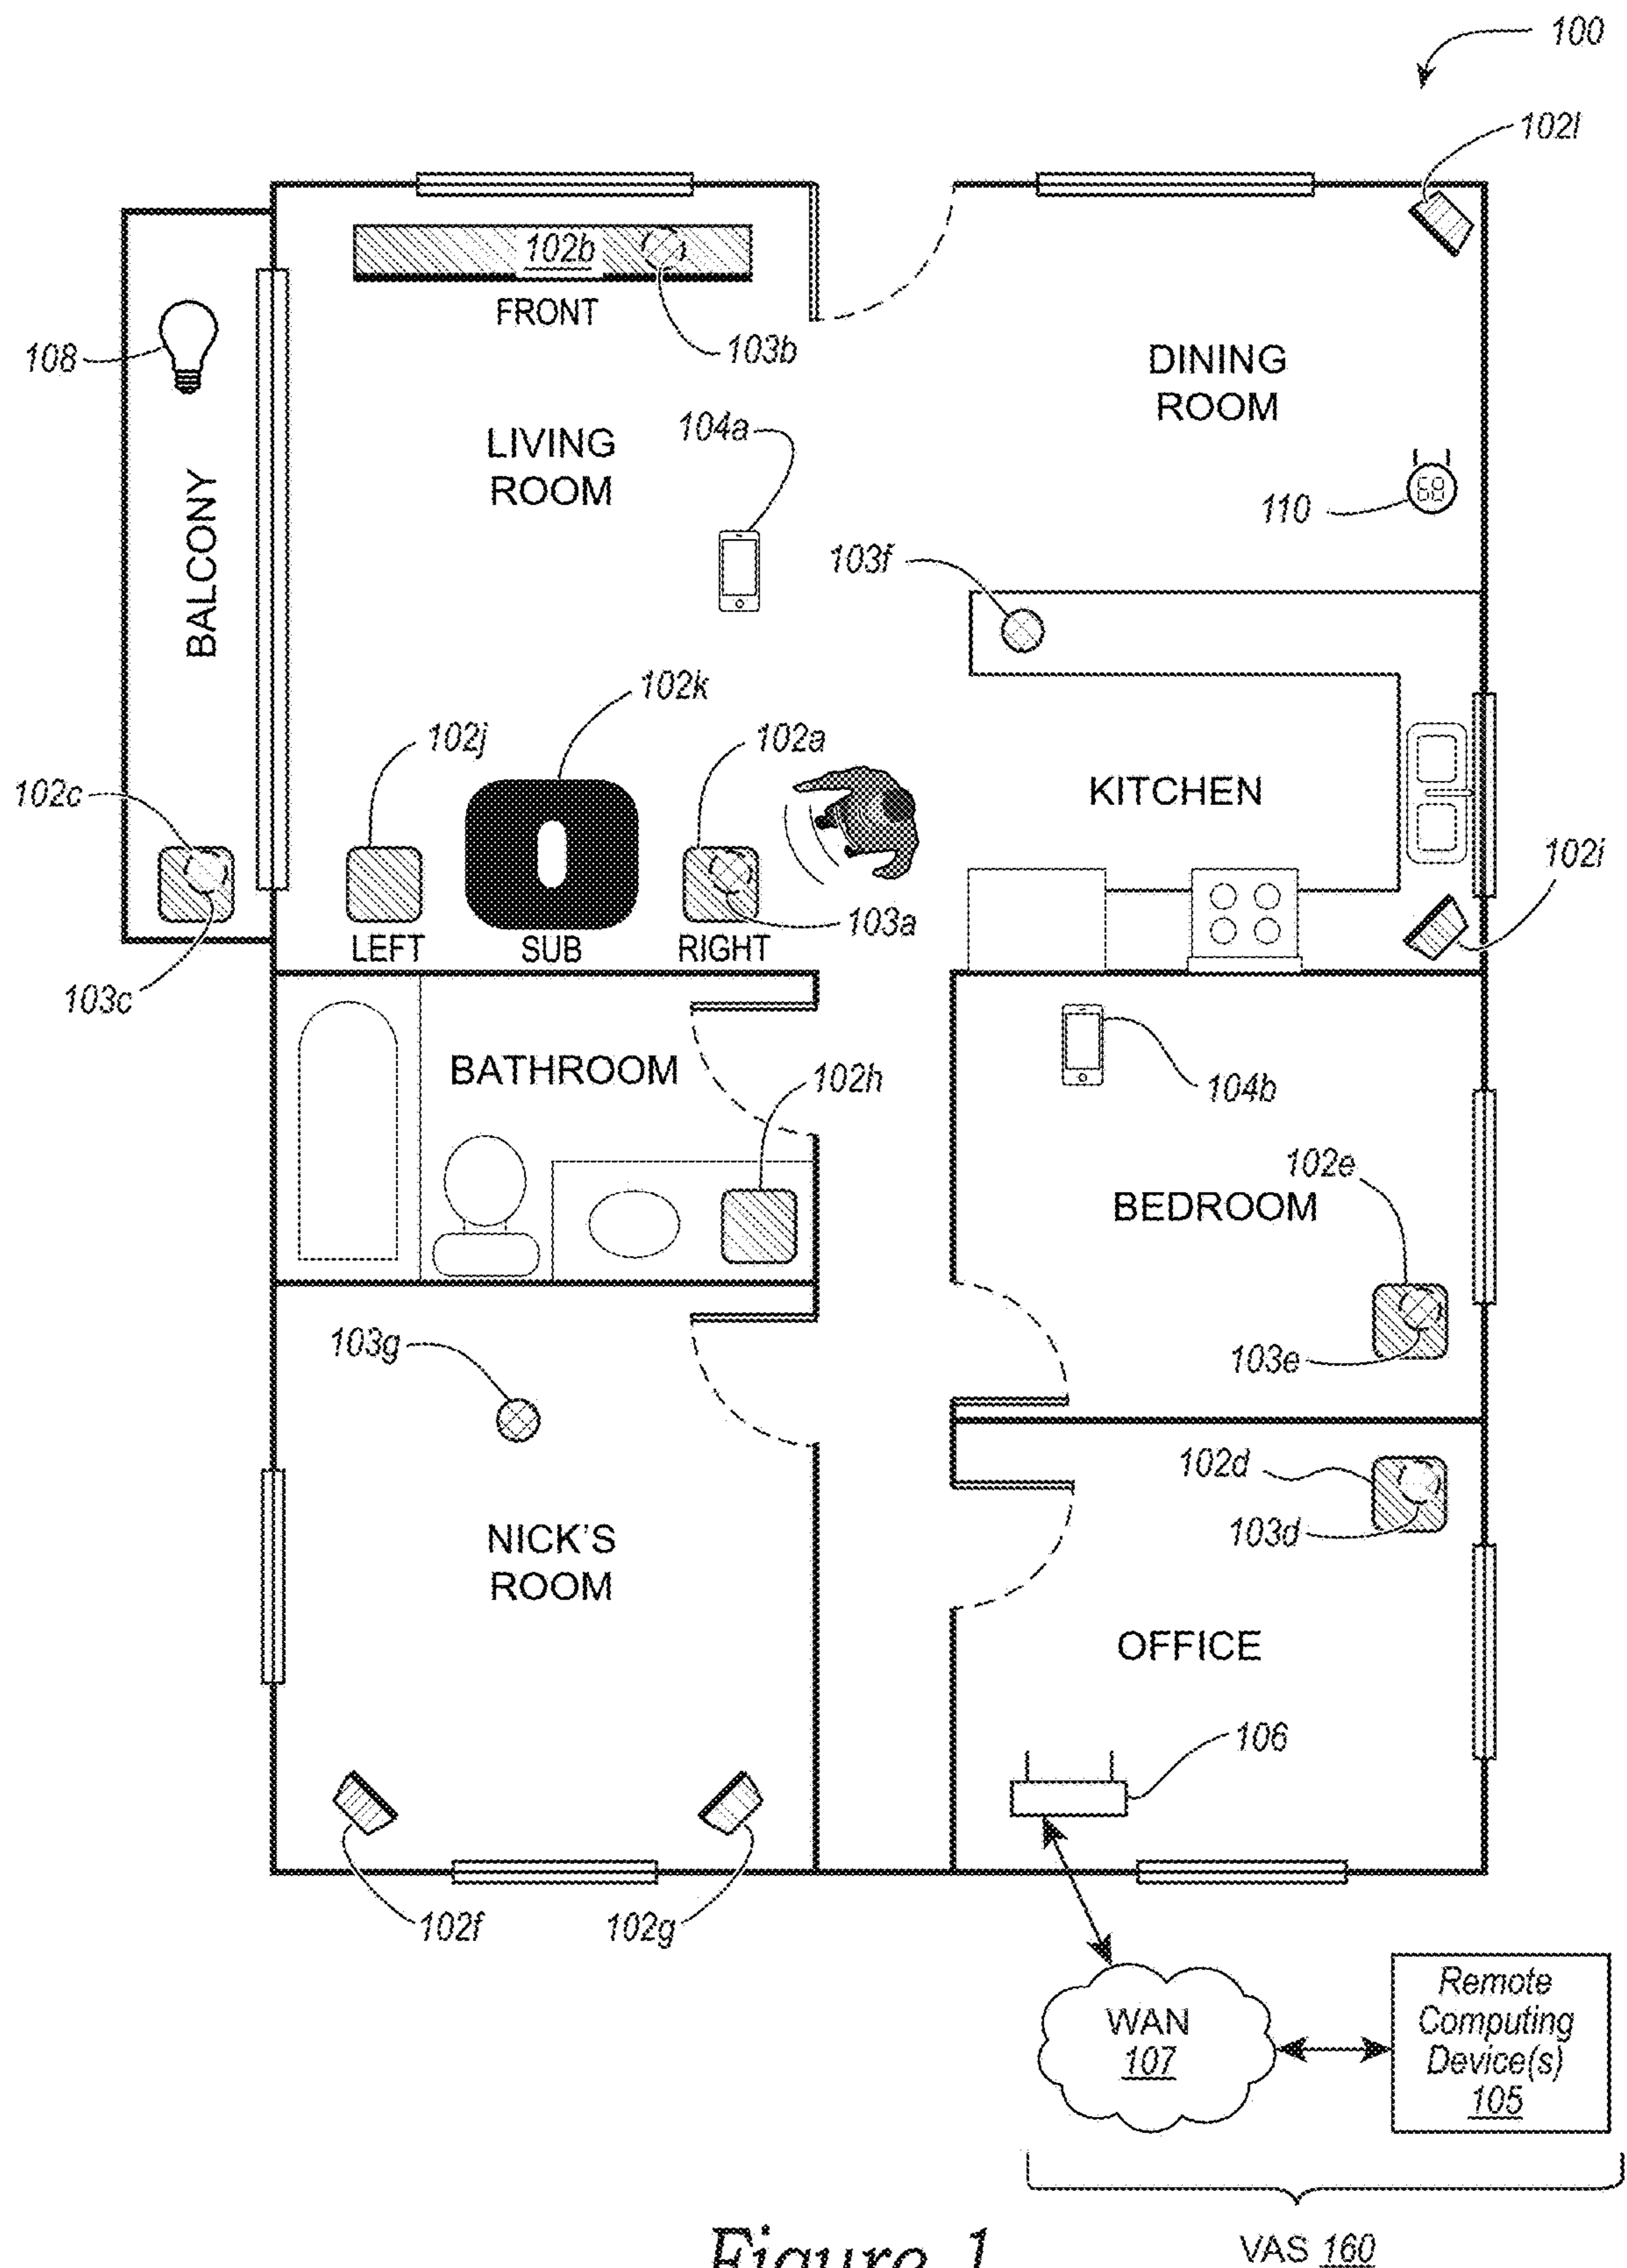 100
102l
102b
FRONT
103b
108
DINING
ROOM
LIVING
ROOM
104a
68
110
BALCONY
103f
102k
102j
102a
KITCHEN
102c
102i
103a
LEFT
SUB
RIGHT
103c
BATHROOM
102h
104b
102e
BEDROOM
103g
103e
102d
103d
NICK'S
ROOM
OFFICE
106
102f
102g
WAN
107
Remote
Computing
Device(s)
105
VAS 160
Figure 1